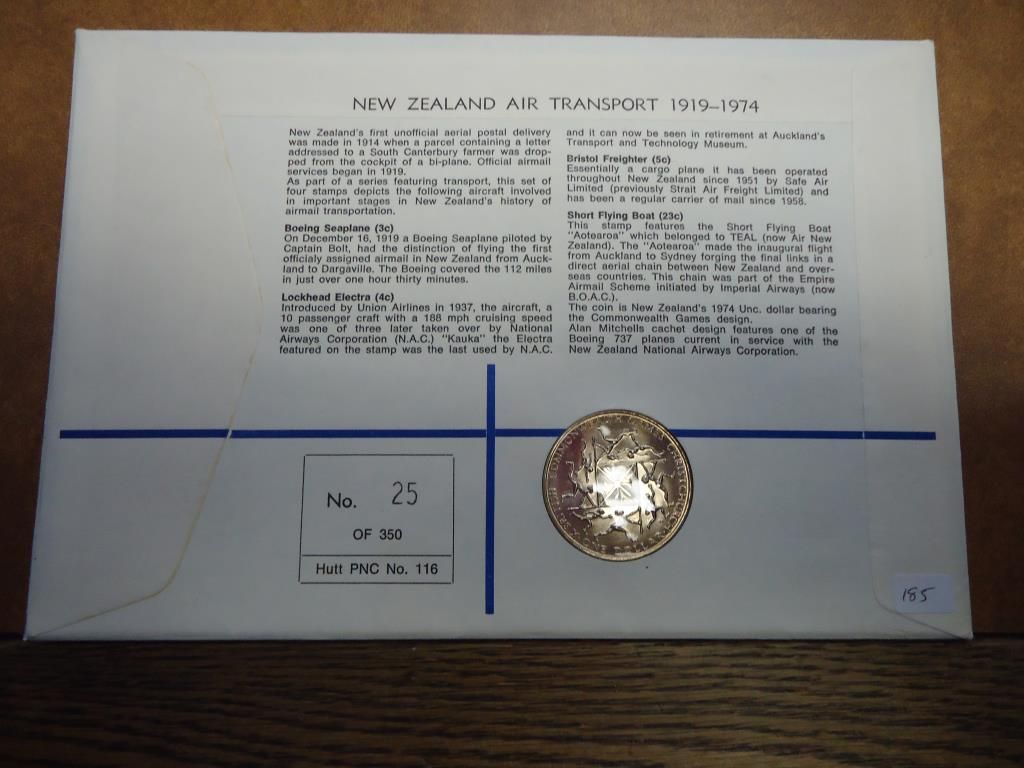 NEW ZEALAND AIR TRANSPORT 1919–1974
New Zealand's first unofficial aerial postal delivery
was made in 1914 when a parcel containing a letter
addressed to a South Canterbury farmer was drop-
ped from the cockpit of a bi-plane. Official airmail
services began in 1919.
As part of a series featuring transport, this set of
four stamps depicts the following aircraft involved
in important stages in New Zealand's history of
airmail transportation.
Boeing Seaplane (3c)
On December 16, 1919 a Boeing Seaplane piloted by
Captain Bolt, had the distinction of flying the first
officialy assigned airmail in New Zealand from Auck-
land to Dargaville. The Boeing covered the 112 miles
in just over one hour thirty minutes.
Lockhead Electra (4c)
Introduced by Union Airlines in 1937, the aircraft, a
10 passenger craft with a 188 mph cruising speed
was one of three later taken over by National
Airways Corporation (N.A.C.) "Kauka" the Electra
featured on the stamp was the last used by N.A.C.
and it can now be seen in retirement at Auckland's
Transport and Technology Museum.
Bristol Freighter (5c)
Essentially a cargo plane it has been operated
throughout New Zealand since 1951 by Safe Air
Limited (previously Strait Air Freight Limited) and
has been a regular carrier of mail since 1958.
Short Flying Boat (23c)
This stamp features the Short Flying Boat
"Aotearoa" which belonged to TEAL (now Air New
Zealand). The "Aotearoa" made the inaugural flight
from Auckland to Sydney forging the final links in a
direct aerial chain between New Zealand and over-
seas countries. This chain was part of the Empire
Airmail Scheme initiated by Imperial Airways (now
B.O.A.C.).
The coin is New Zealand's 1974 Unc. dollar bearing
the Commonwealth Games design.
Alan Mitchells cachet design features one of the
Boeing 737 planes current in service with the
New Zealand National Airways Corporation.
No. 25
OF 350
Hutt PNC No. 116
COMMONWEALTH GAMES
ONE DOLLAR
185